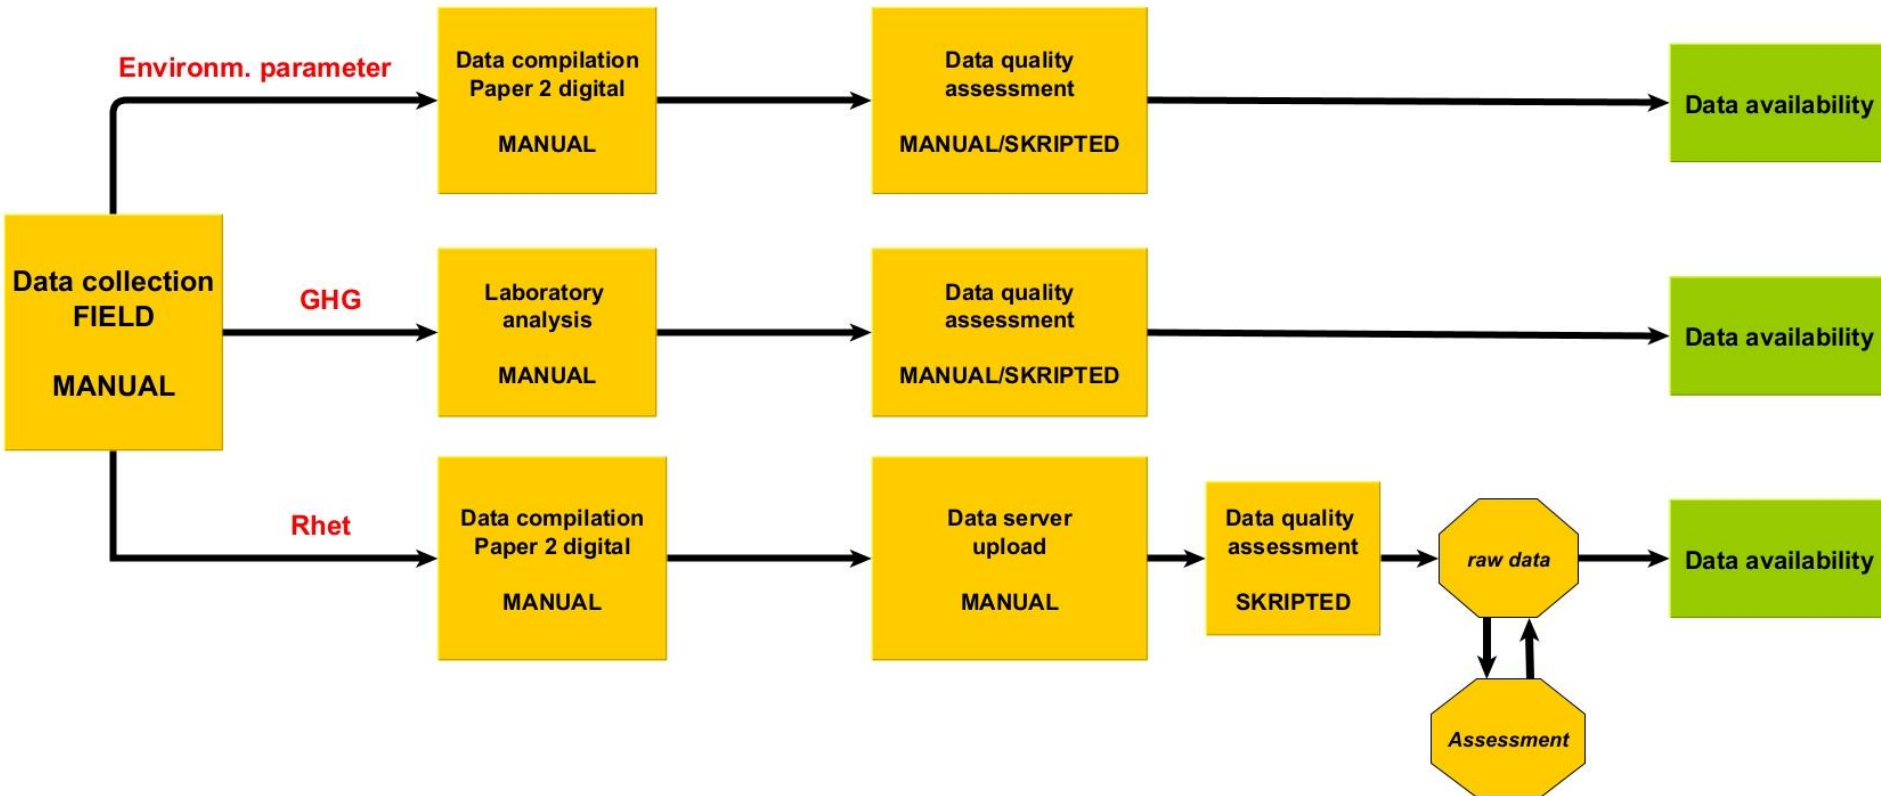 Environm. parameter
Data compilation
Paper 2 digital
MANUAL
Data quality
assessment
MANUAL/SKRIPTED
Data availability
Data collection
FIELD
MANUAL
GHG
Laboratory
analysis
MANUAL
Data quality
assessment
MANUAL/SKRIPTED
Data availability
Rhet
Data compilation
Paper 2 digital
MANUAL
Data server
upload
MANUAL
Data quality
assessment
SKRIPTED
raw data
Data availability
Assessment